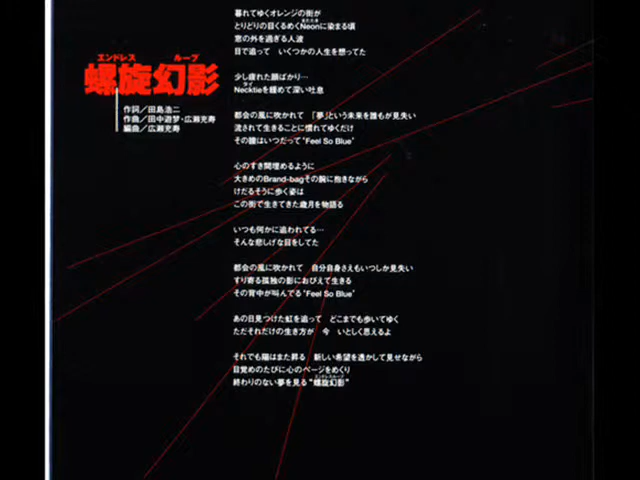 エンドレス ループ
螺旋幻影
作詞／田島浩二
作曲／田中遊夢・広瀬充寿
編曲／広瀬充寿
暮れてゆくオレンジの街が
とりどりの目くるめくNeonに染まる頃
窓の外を過ぎる人波
目で追って いくつかの人生を想ってた
少し疲れた顔ばかり…
Necktieを緩めて深い吐息
都会の風に吹かれて 「夢」という未来を誰もが見失い
流されて生きることに慣れてゆくだけ
その瞳はいつだって‘Feel So Blue’
心のすき間埋めるように
大きめのBrand-bagその腕に抱きながら
けだるそうに歩く姿は
この街で生きてきた歳月を物語る
いつも何かに追われてる…
そんな悲しげな目をしてた
都会の風に吹かれて 自分自身さえもいつしか見失い
すり寄る孤独の影におびえて生きる
その背中が叫んでる‘Feel So Blue’
あの日見つけた虹を追って どこまでも歩いてゆく
ただそれだけの生き方が 今 いとしく思えるよ
それでも陽はまた昇る 新しい希望を透かして見せながら
目覚めのたびに心のページをめくり
エンドレスループ
終わりのない夢を見る“螺旋幻影”